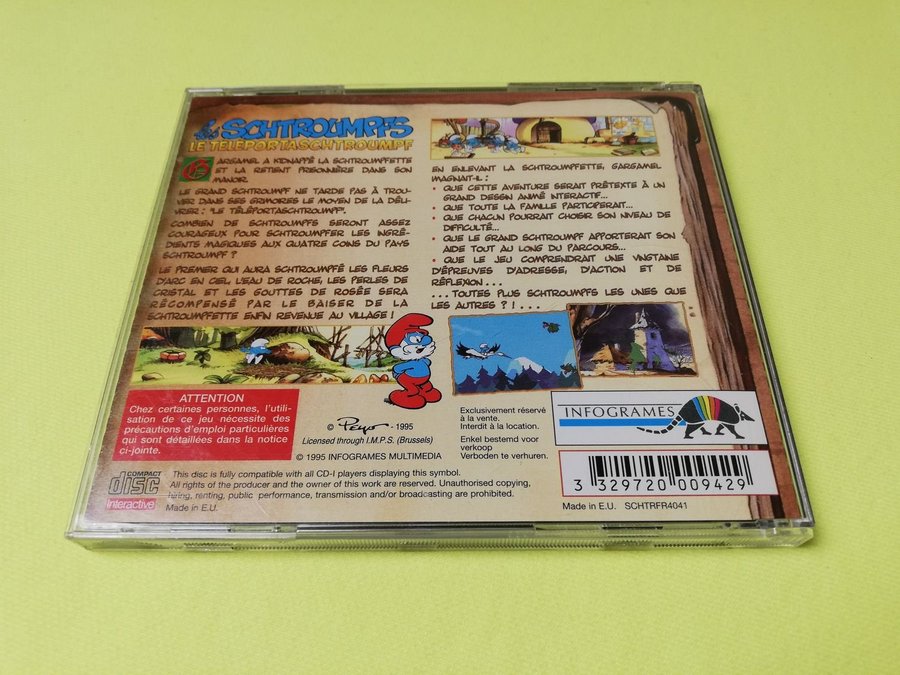 les SCHTROUMPFS
LE TÉLÉPORTASCHTROUMPF
GARGAMEL A KIDNAPPÉ LA SCHTROUMPFETTE
ET LA RETIENT PRISONNIÈRE DANS SON
MANOIR.
LE GRAND SCHTROUMPF NE TARDE PAS À TROU-
VER DANS SES GRIMOIRES LE MOYEN DE LA DÉLI-
VRER : "LE TÉLÉPORTASCHTROUMPF".
COMBIEN DE SCHTROUMPFS SERONT ASSEZ
COURAGEUX POUR SCHTROUMPFER LES INGRÉ-
DIENTS MAGIQUES AUX QUATRE COINS DU PAYS
SCHTROUMPF ?
LE PREMIER QUI AURA SCHTROUMPFÉ LES FLEURS
D'ARC EN CIEL, L'EAU DE ROCHE, LES PERLES DE
CRISTAL ET LES GOUTTES DE ROSÉE SERA
RÉCOMPENSÉ PAR LE BAISER DE LA
SCHTROUMPFETTE ENFIN REVENUE AU VILLAGE !
EN ENLEVANT LA SCHTROUMPFETTE, GARGAMEL
IMAGNAIT-IL :
• QUE CETTE AVENTURE SERAIT PRÉTEXTE À UN
GRAND DESSIN ANIMÉ INTERACTIF...
• QUE TOUTE LA FAMILLE PARTICIPERAIT...
• QUE CHACUN POURRAIT CHOISIR SON NIVEAU DE
DIFFICULTÉ...
• QUE LE GRAND SCHTROUMPF APPORTERAIT SON
AIDE TOUT AU LONG DU PARCOURS...
• QUE LE JEU COMPRENDRAIT UNE VINGTAINE
D'ÉPREUVES D'ADRESSE, D'ACTION ET DE
RÉFLEXION...
...TOUTES PLUS SCHTROUMPFS LES UNES QUE
LES AUTRES ? ! . . .
ATTENTION
Chez certaines personnes, l'utili-
sation de ce jeu nécessite des
précautions d'emploi particulières
qui sont détaillées dans la notice
ci-jointe.
© Peyo - 1995
Licensed through I.M.P.S. (Brussels)
© 1995 INFOGRAMES MULTIMEDIA
Exclusivement réservé
à la vente.
Interdit à la location.
Enkel bestemd voor
verkoop
Verboden te verhuren.
INFOGRAMES
COMPACT
disc
Interactive
This disc is fully compatible with all CD-I players displaying this symbol.
All rights of the producer and the owner of this work are reserved. Unauthorised copying,
hiring, renting, public performance, transmission and/or broadcasting are prohibited.
Made in E.U.
3 329720 009429
Made in E.U. SCHTRFR4041